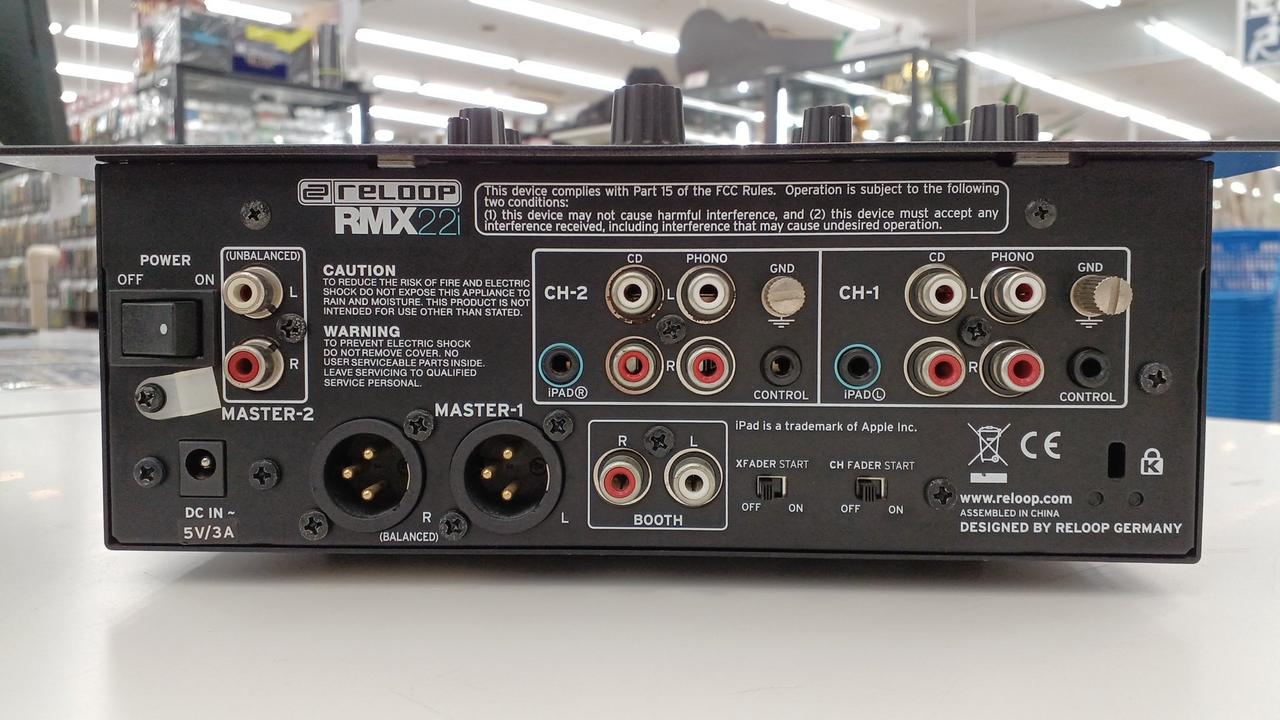 RELOOP
RMX22i
This device complies with Part 15 of the FCC Rules. Operation is subject to the following
two conditions:
(1) this device may not cause harmful interference, and (2) this device must accept any
interference received, including interference that may cause undesired operation.
POWER
OFF ON
(UNBALANCED)
L
R
MASTER-2
CAUTION
TO REDUCE THE RISK OF FIRE AND ELECTRIC
SHOCK DO NOT EXPOSE THIS APPLIANCE TO
RAIN AND MOISTURE. THIS PRODUCT IS NOT
INTENDED FOR USE OTHER THAN STATED.
WARNING
TO PREVENT ELECTRIC SHOCK
DO NOT REMOVE COVER. NO
USER SERVICEABLE PARTS INSIDE.
LEAVE SERVICING TO QUALIFIED
SERVICE PERSONAL.
CD PHONO GND
CH-2 L
R
iPAD R CONTROL
CD PHONO GND
CH-1 L
R
iPAD L CONTROL
MASTER-1
R L
(BALANCED)
DC IN ~
5V/3A
R L
BOOTH
iPad is a trademark of Apple Inc.
XFADER START
OFF ON
CH FADER START
OFF ON
CE
K
www.reloop.com
ASSEMBLED IN CHINA
DESIGNED BY RELOOP GERMANY